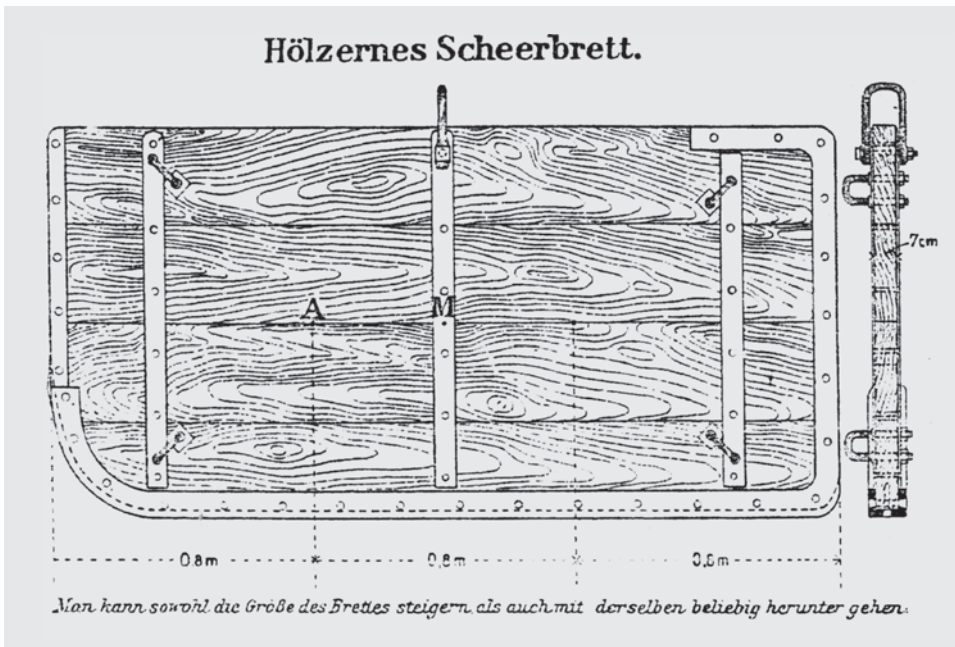 Hölzernes Scheerbrett.
7cm
A M
0.8m 0,8m 0,8m
Man kann sowohl die Größe des Brettes steigern, als auch mit derselben beliebig herunter gehen.